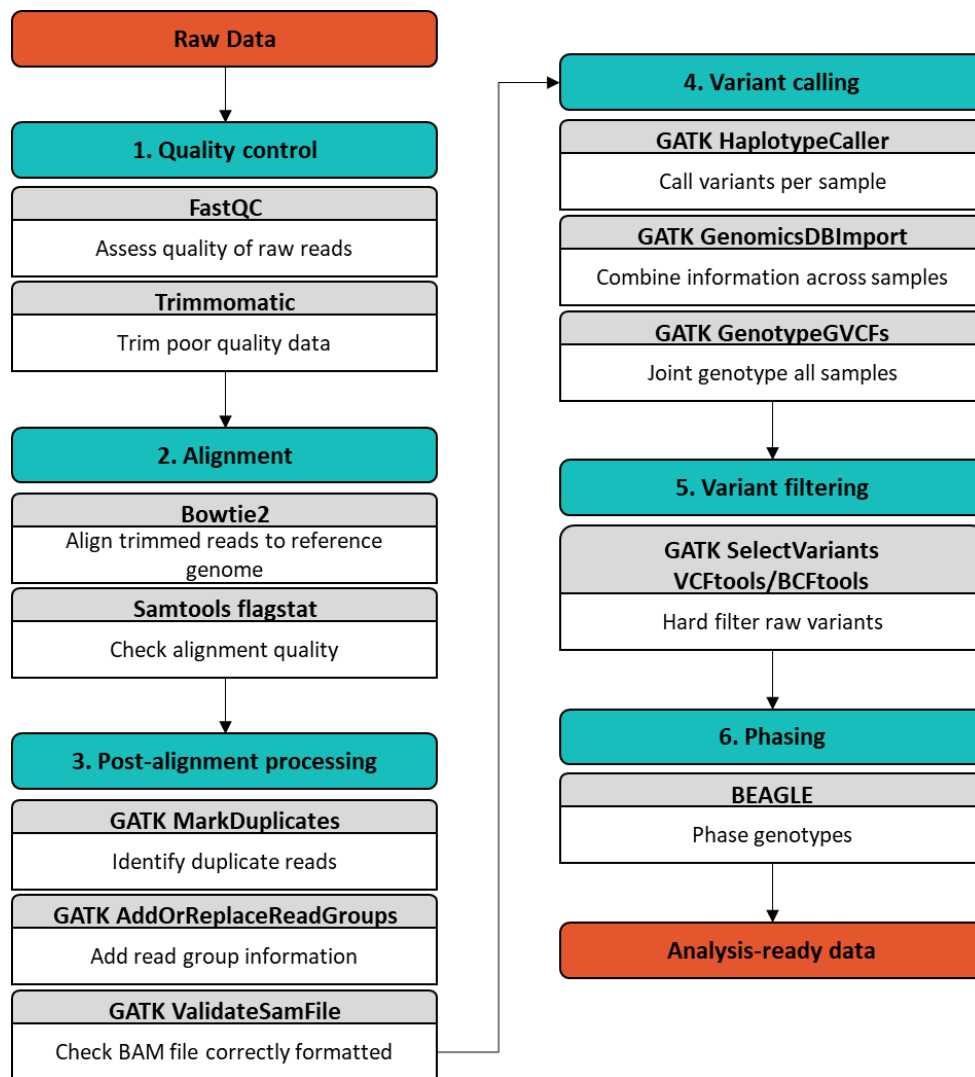 Raw Data
1. Quality control
FastQC
Assess quality of raw reads
Trimmomatic
Trim poor quality data
2. Alignment
Bowtie2
Align trimmed reads to reference
genome
Samtools flagstat
Check alignment quality
3. Post-alignment processing
GATK MarkDuplicates
Identify duplicate reads
GATK AddOrReplaceReadGroups
Add read group information
GATK ValidateSamFile
Check BAM file correctly formatted
4. Variant calling
GATK HaplotypeCaller
Call variants per sample
GATK GenomicsDBImport
Combine information across samples
GATK GenotypeGVCFs
Joint genotype all samples
5. Variant filtering
GATK SelectVariants
VCFtools/BCFtools
Hard filter raw variants
6. Phasing
BEAGLE
Phase genotypes
Analysis-ready data